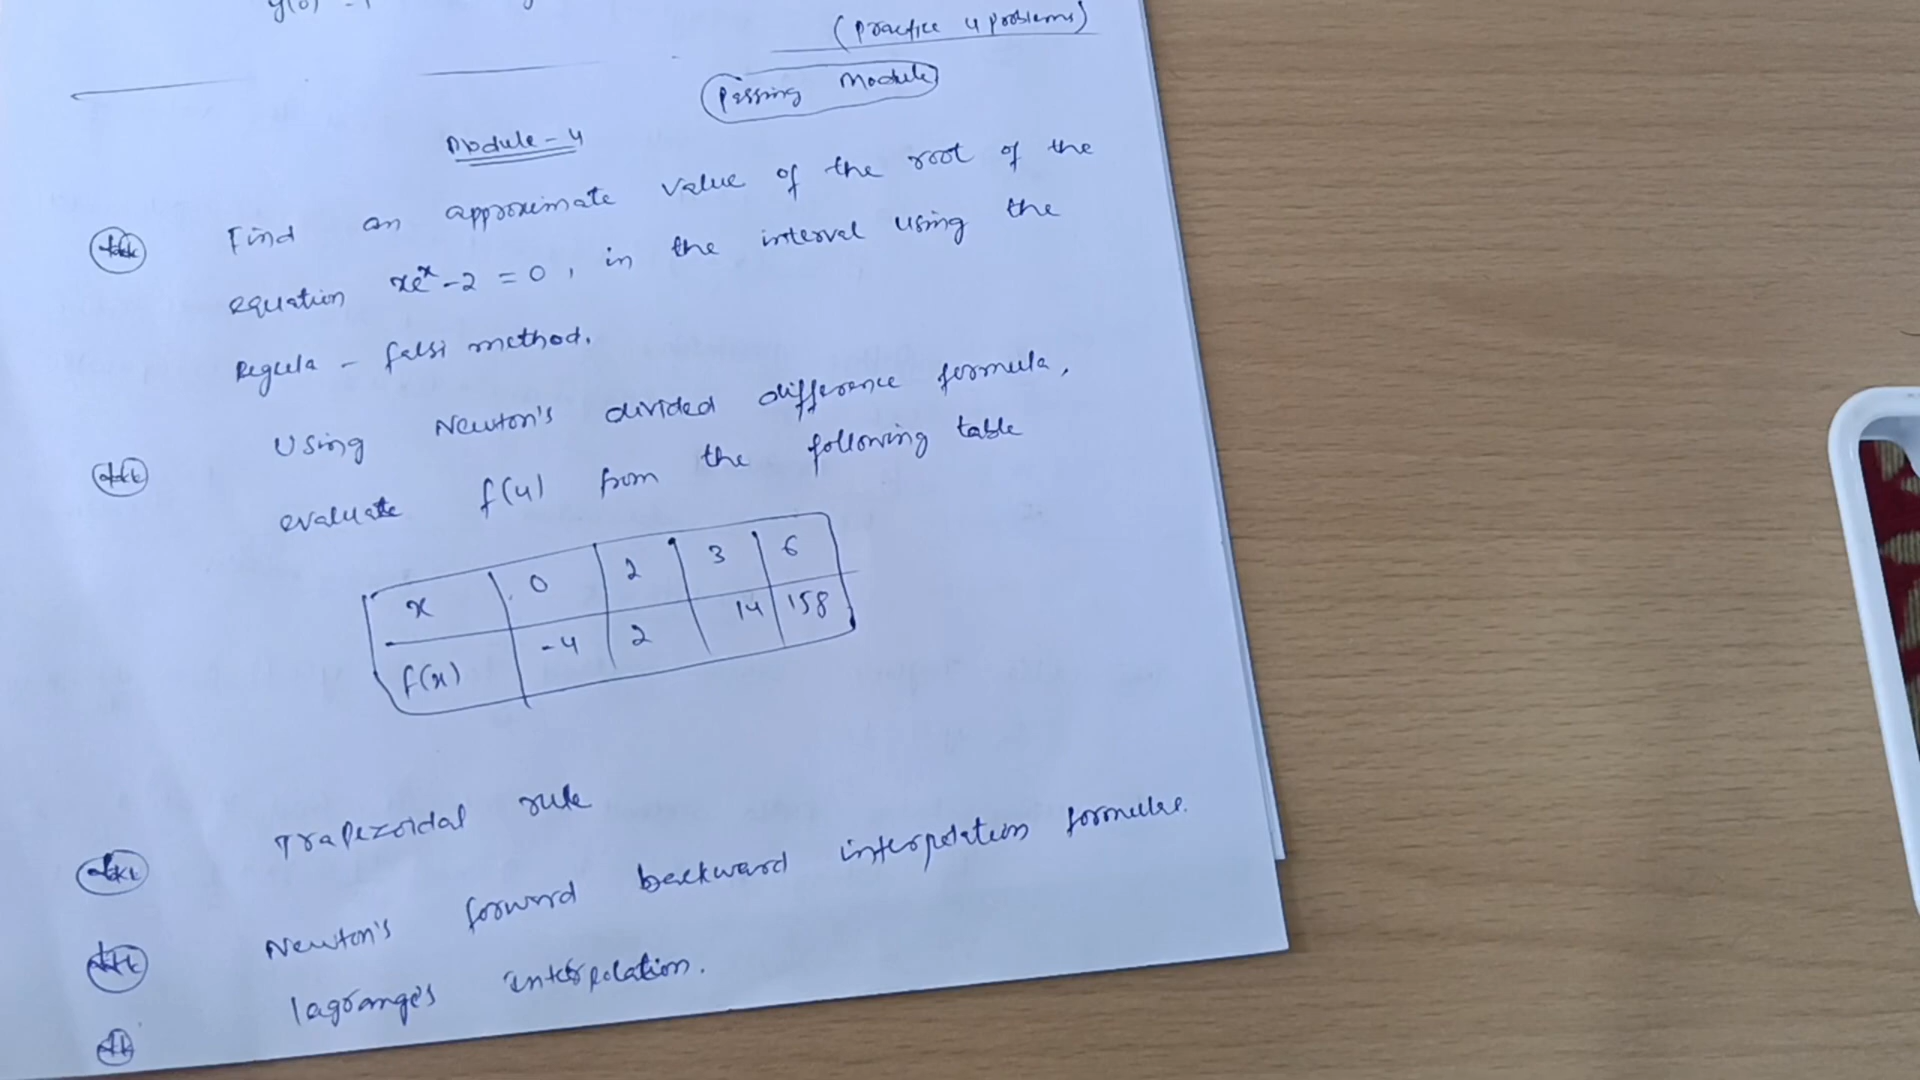 y(0)
(Practice 4 problems)
Passing Module
Module - 4
Find an approximate value of the root of the
equation xe^x - 2 = 0, in the interval using the
Regula - falsi method.
Using Newton's divided difference formula,
evaluate f(4) from the following table
x 0 2 3 6
f(x) -4 2 14 158
Trapezoidal rule
Newton's forward backward interpolation formulae.
lagrange's interpolation.